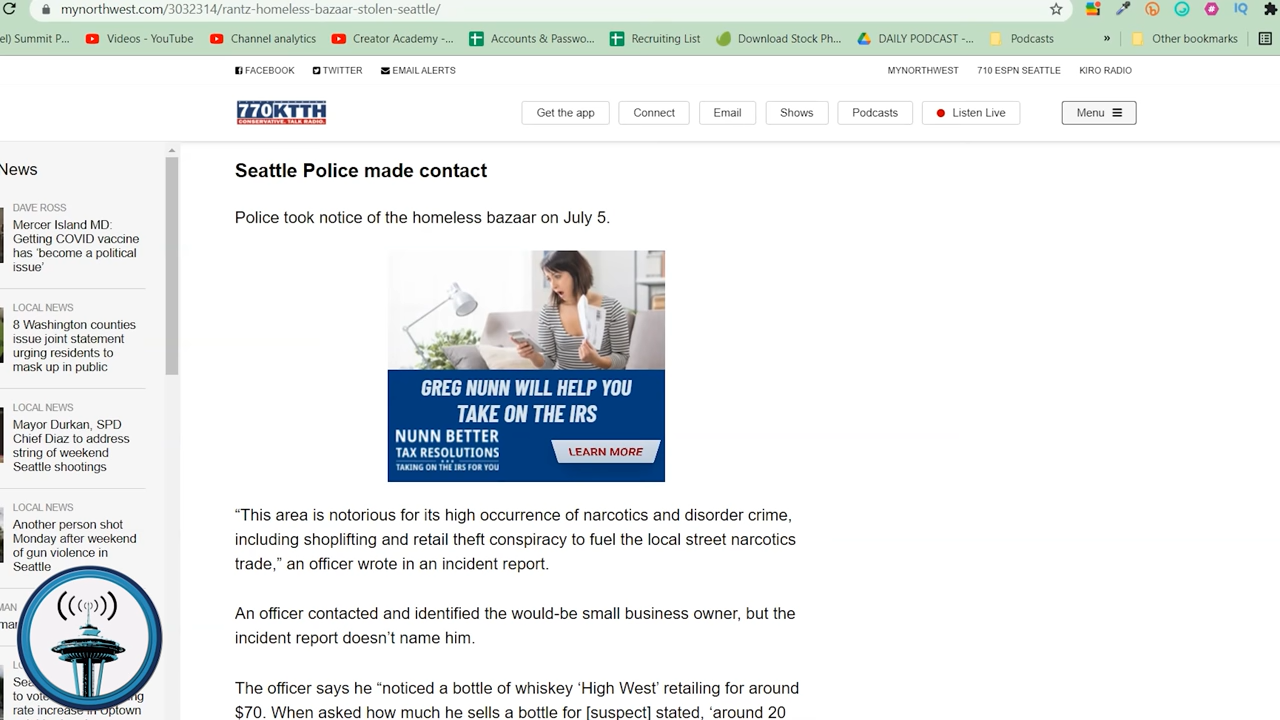 mynorthwest.com/3032314/rantz-homeless-bazaar-stolen-seattle/
el) Summit P... Videos - YouTube Channel analytics Creator Academy -... Accounts & Passwo... Recruiting List Download Stock Ph... DAILY PODCAST -... Podcasts » Other bookmarks
FACEBOOK TWITTER EMAIL ALERTS MYNORTHWEST 710 ESPN SEATTLE KIRO RADIO
770KTTH
CONSERVATIVE. TALK RADIO.
Get the app Connect Email Shows Podcasts Listen Live Menu
News
DAVE ROSS
Mercer Island MD:
Getting COVID vaccine
has ‘become a political
issue’
LOCAL NEWS
8 Washington counties
issue joint statement
urging residents to
mask up in public
LOCAL NEWS
Mayor Durkan, SPD
Chief Diaz to address
string of weekend
Seattle shootings
LOCAL NEWS
Another person shot
Monday after weekend
of gun violence in
Seattle
MAN
to vot
rate increase in Uptown
Seattle Police made contact
Police took notice of the homeless bazaar on July 5.
GREG NUNN WILL HELP YOU
TAKE ON THE IRS
NUNN BETTER
TAX RESOLUTIONS
TAKING ON THE IRS FOR YOU
LEARN MORE
“This area is notorious for its high occurrence of narcotics and disorder crime,
including shoplifting and retail theft conspiracy to fuel the local street narcotics
trade,” an officer wrote in an incident report.
An officer contacted and identified the would-be small business owner, but the
incident report doesn’t name him.
The officer says he “noticed a bottle of whiskey ‘High West’ retailing for around
$70. When asked how much he sells a bottle for [suspect] stated, ‘around 20